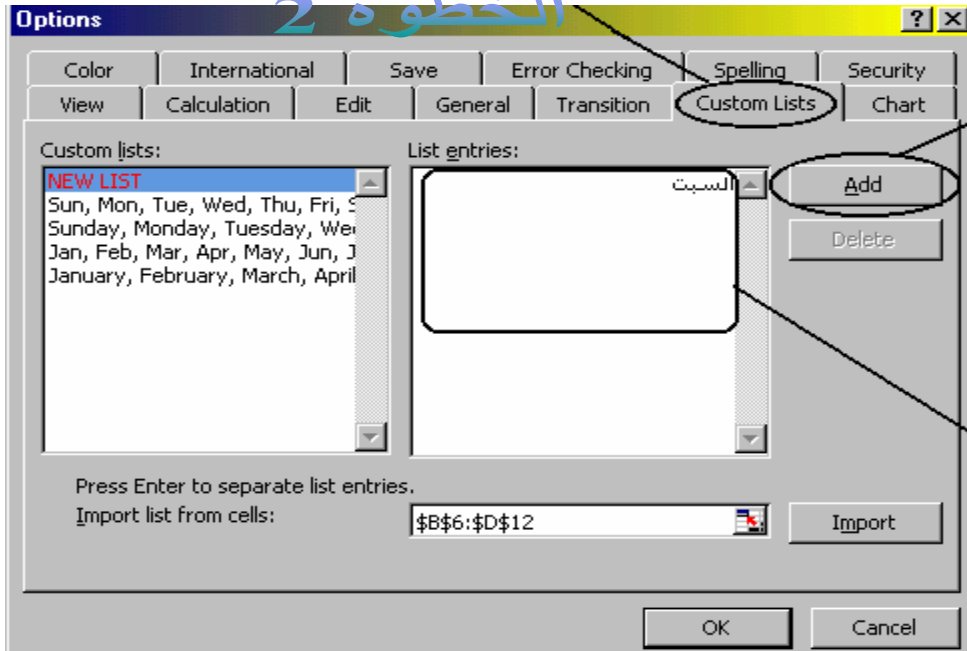 الخطوه 2
Options
Color International Save Error Checking Spelling Security
View Calculation Edit General Transition Custom Lists Chart
Custom lists: List entries:
NEW LIST
Sun, Mon, Tue, Wed, Thu, Fri, S
Sunday, Monday, Tuesday, We
Jan, Feb, Mar, Apr, May, Jun, J
January, February, March, April
السبت
Add
Delete
Press Enter to separate list entries.
Import list from cells: $B$6:$D$12 Import
OK Cancel